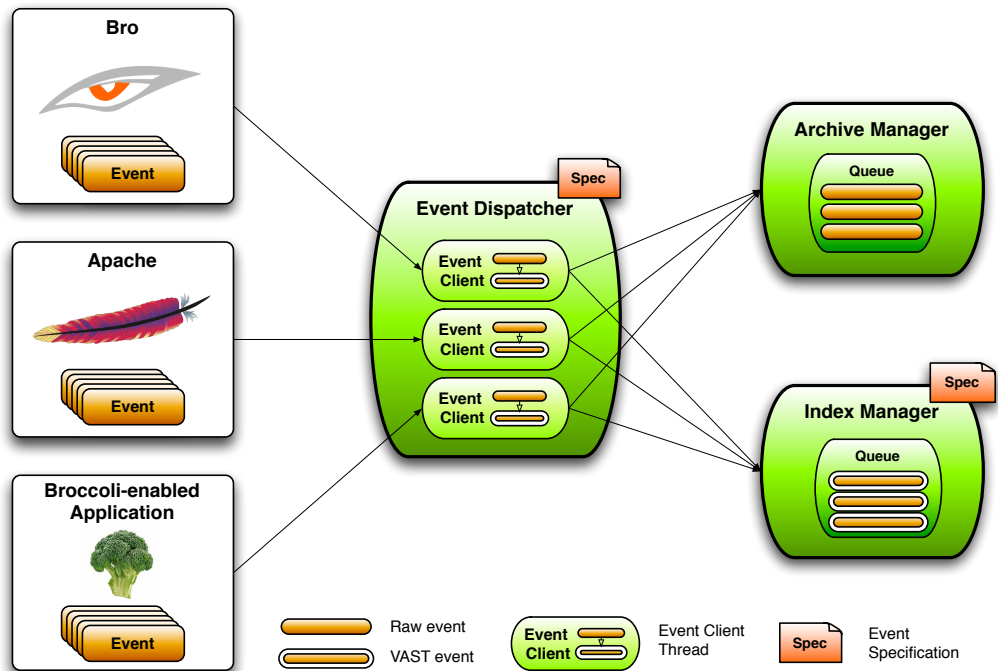 Bro
Event
Apache
Event
Broccoli-enabled
Application
Event
Spec
Event Dispatcher
Event
Client
Event
Client
Event
Client
Archive Manager
Queue
Spec
Index Manager
Queue
Raw event
VAST event
Event
Client
Event Client
Thread
Spec
Event
Specification